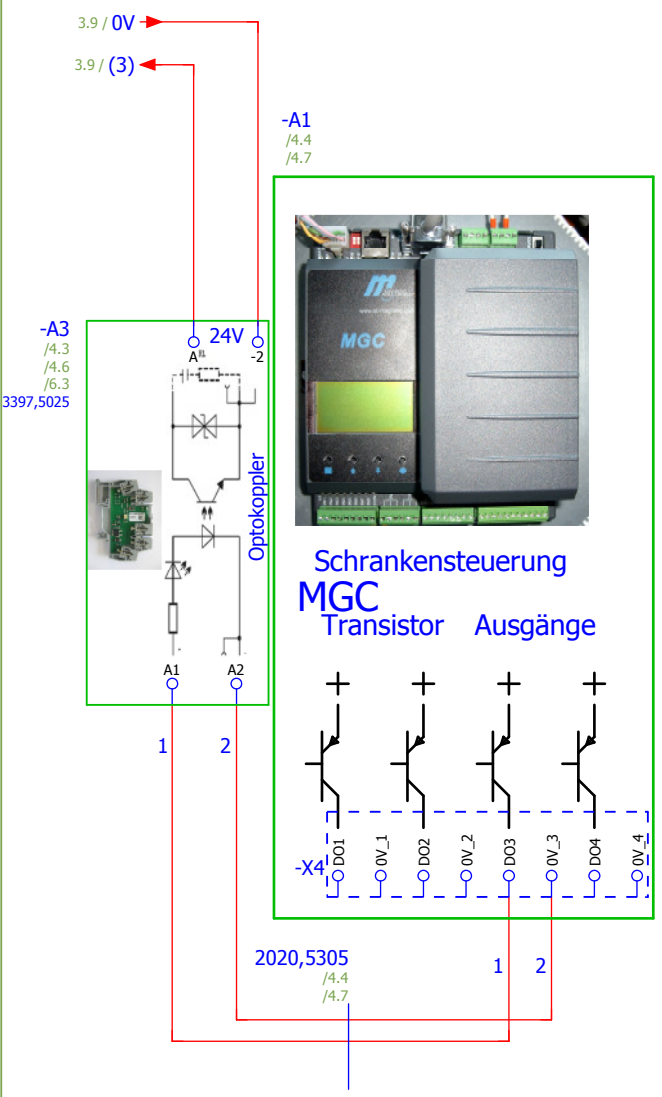 3.9 / 0V
3.9 / (3)
-A1
/4.4
/4.7
-A3
/4.3
/4.6
/6.3
3397,5025
24V
A
-2
Optokoppler
A1
A2
1
2
MGC
Schrankensteuerung
MGC
Transistor Ausgänge
+ + + +
-X4
DO1
0V_1
DO2
0V_2
DO3
0V_3
DO4
0V_4
2020,5305
/4.4
/4.7
1
2